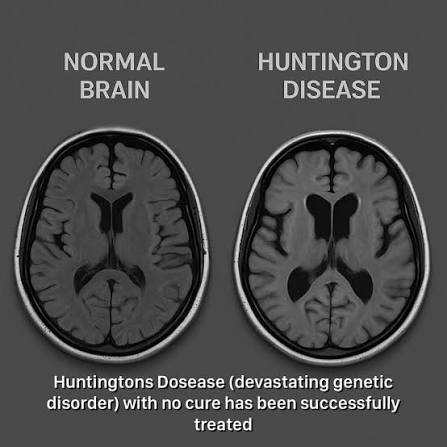 NORMAL
BRAIN
HUNTINGTON
DISEASE
Huntingtons Dosease (devastating genetic
disorder) with no cure has been successfully
treated